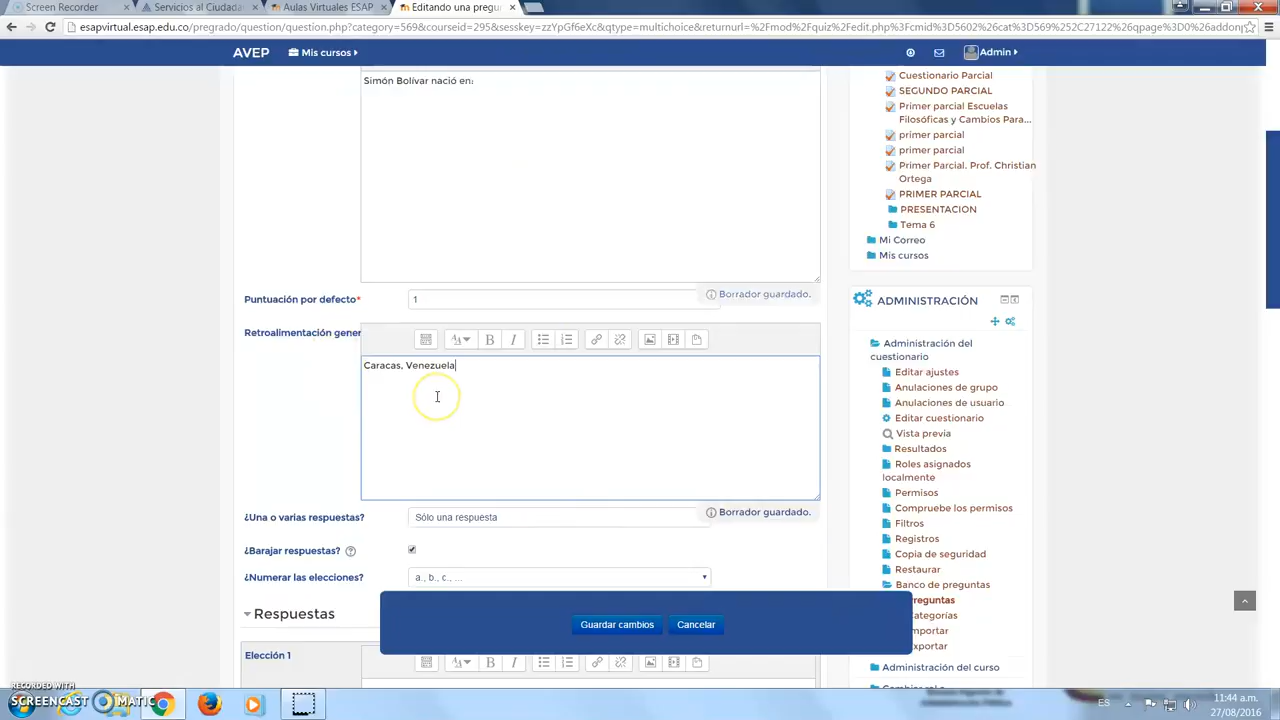 Screen Recorder
Servicios al Ciudada
Aulas Virtuales ESAP
Editando una pregu
esapvirtual.esap.edu.co/pregrado/question/question.php?category=569&courseid=295&sesskey=zzYpGf6eXc&qtype=multichoice&returnurl=%2Fmod%2Fquiz%2Fedit.php%3Fcmid%3D5602%26cat%3D569%252C27122%26qpage%3D0%26addonp
AVEP
Mis cursos
Admin
Simón Bolívar nació en:
Borrador guardado.
Puntuación por defecto*
1
Retroalimentación gener
Caracas, Venezuela
Borrador guardado.
¿Una o varias respuestas?
Sólo una respuesta
¿Barajar respuestas?
¿Numerar las elecciones?
a., b., c., ...
Respuestas
Guardar cambios
Cancelar
Elección 1
Cuestionario Parcial
SEGUNDO PARCIAL
Primer parcial Escuelas
Filosóficas y Cambios Para...
primer parcial
primer parcial
Primer Parcial. Prof. Christian
Ortega
PRIMER PARCIAL
PRESENTACION
Tema 6
Mi Correo
Mis cursos
ADMINISTRACIÓN
Administración del
cuestionario
Editar ajustes
Anulaciones de grupo
Anulaciones de usuario
Editar cuestionario
Vista previa
Resultados
Roles asignados
localmente
Permisos
Compruebe los permisos
Filtros
Registros
Copia de seguridad
Restaurar
Banco de preguntas
reguntas
ategorías
mportar
xportar
Administración del curso
RECORDED WITH
SCREENCAST MATIC
ES
11:44 a.m.
27/08/2016